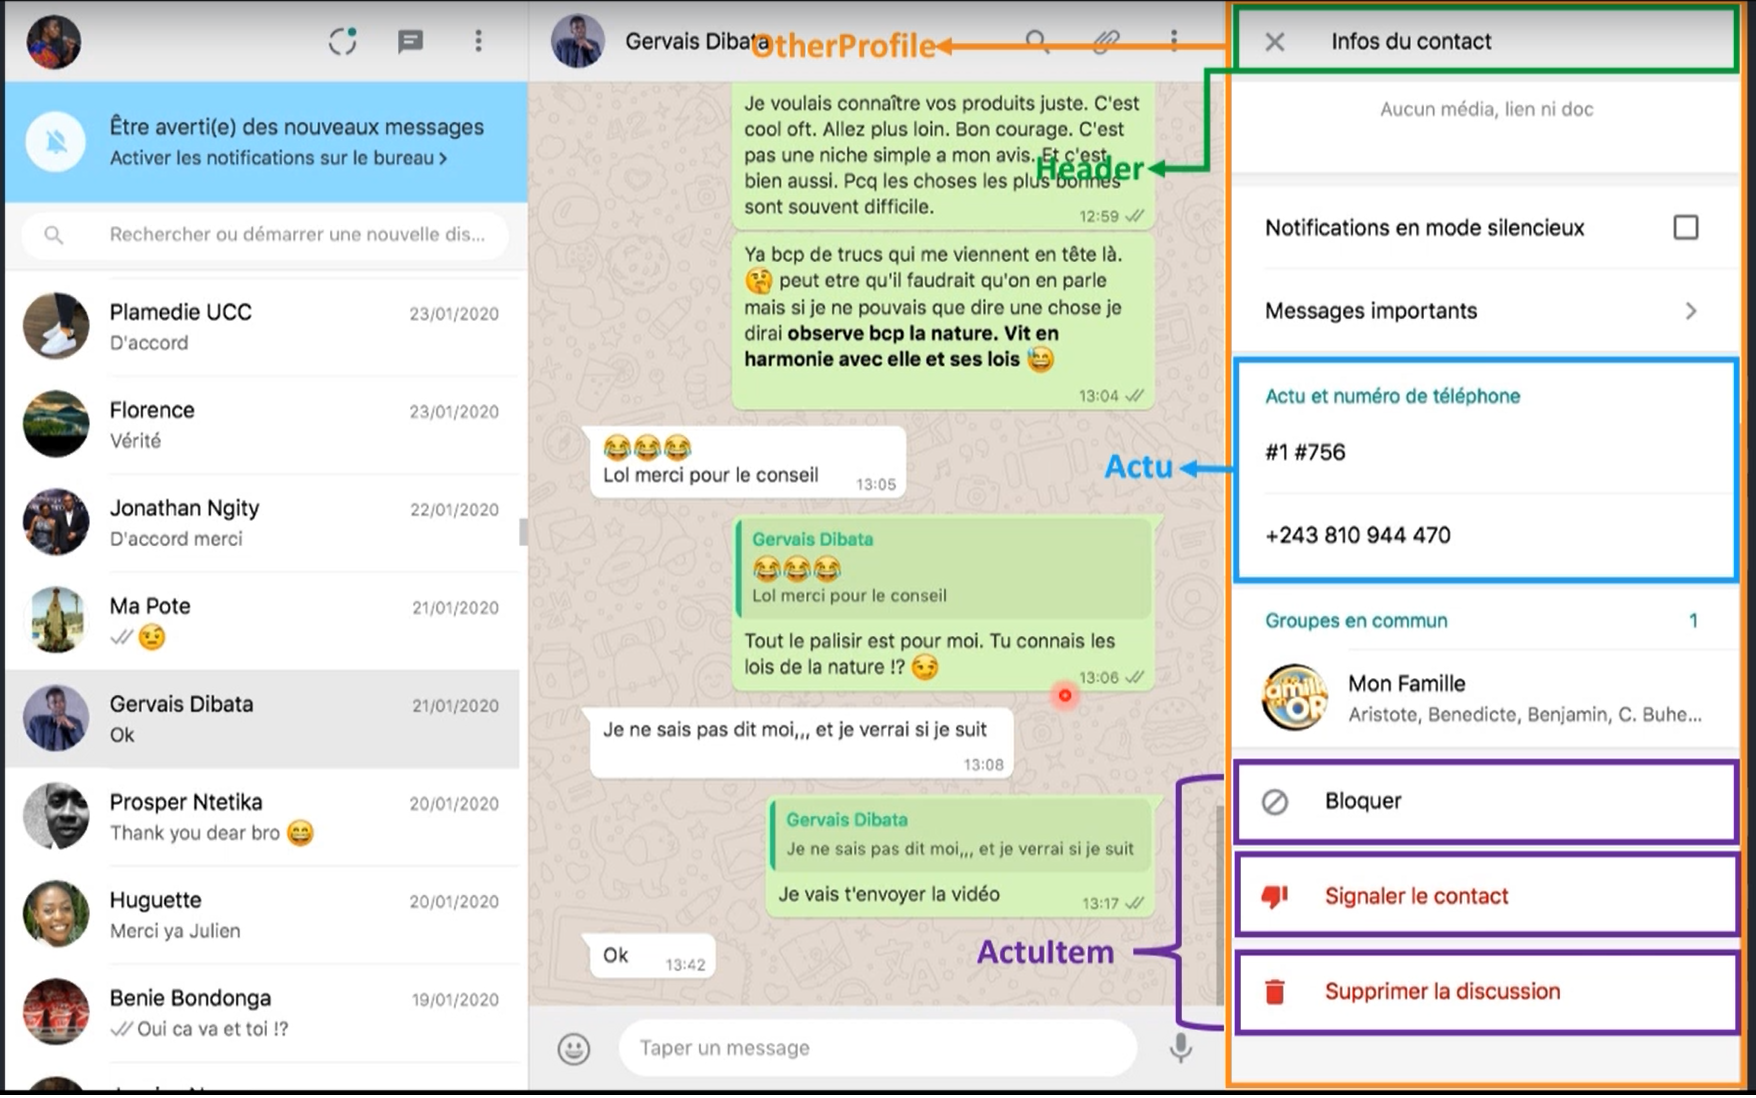 Être averti(e) des nouveaux messages
Activer les notifications sur le bureau >
Rechercher ou démarrer une nouvelle dis...
Plamedie UCC
23/01/2020
D'accord
Florence
23/01/2020
Vérité
Jonathan Ngity
22/01/2020
D'accord merci
Ma Pote
21/01/2020
Gervais Dibata
21/01/2020
Ok
Prosper Ntetika
20/01/2020
Thank you dear bro 😄
Huguette
20/01/2020
Merci ya Julien
Benie Bondonga
19/01/2020
Oui ca va et toi !?
Gervais Dibata
OtherProfile
Je voulais connaître vos produits juste. C'est
cool oft. Allez plus loin. Bon courage. C'est
pas une niche simple a mon avis. Et c'est
bien aussi. Pcq les choses les plus bonnes
sont souvent difficile.
12:59
Header
Ya bcp de trucs qui me viennent en tête là.
🤔 peut etre qu'il faudrait qu'on en parle
mais si je ne pouvais que dire une chose je
dirai observe bcp la nature. Vit en
harmonie avec elle et ses lois 😅
13:04
😂😂😂
Lol merci pour le conseil
13:05
Actu
Gervais Dibata
😂😂😂
Lol merci pour le conseil
Tout le palisir est pour moi. Tu connais les
lois de la nature !? 😏
13:06
Je ne sais pas dit moi,,, et je verrai si je suit
13:08
Gervais Dibata
Je ne sais pas dit moi,,, et je verrai si je suit
Je vais t'envoyer la vidéo
13:17
ActuItem
Ok
13:42
Taper un message
Infos du contact
Aucun média, lien ni doc
Notifications en mode silencieux
Messages importants
Actu et numéro de téléphone
#1 #756
+243 810 944 470
Groupes en commun
1
Mon Famille
Aristote, Benedicte, Benjamin, C. Buhe...
Bloquer
Signaler le contact
Supprimer la discussion